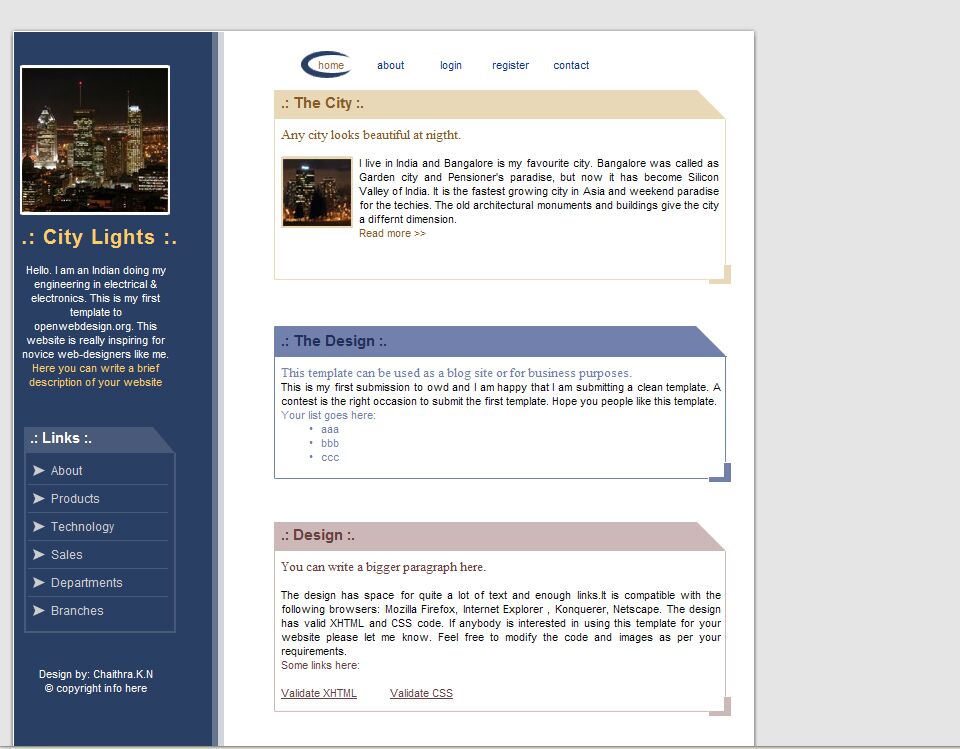 home about login register contact
.: City Lights :.
Hello. I am an Indian doing my
engineering in electrical &
electronics. This is my first
template to
openwebdesign.org. This
website is really inspiring for
novice web-designers like me.
Here you can write a brief
description of your website
.: Links :.
About
Products
Technology
Sales
Departments
Branches
Design by: Chaithra.K.N
© copyright info here
.: The City :.
Any city looks beautiful at nigtht.
I live in India and Bangalore is my favourite city. Bangalore was called as
Garden city and Pensioner's paradise, but now it has become Silicon
Valley of India. It is the fastest growing city in Asia and weekend paradise
for the techies. The old architectural monuments and buildings give the city
a differnt dimension.
Read more >>
.: The Design :.
This template can be used as a blog site or for business purposes.
This is my first submission to owd and I am happy that I am submitting a clean template. A
contest is the right occasion to submit the first template. Hope you people like this template.
Your list goes here:
• aaa
• bbb
• ccc
.: Design :.
You can write a bigger paragraph here.
The design has space for quite a lot of text and enough links.It is compatible with the
following browsers: Mozilla Firefox, Internet Explorer , Konquerer, Netscape. The design
has valid XHTML and CSS code. If anybody is interested in using this template for your
website please let me know. Feel free to modify the code and images as per your
requirements.
Some links here:
Validate XHTML Validate CSS